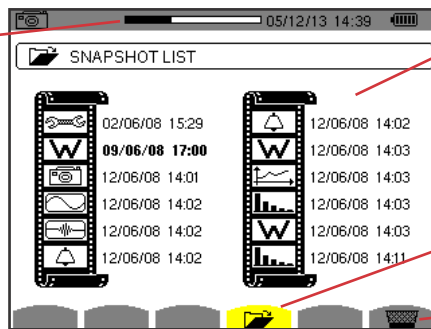 05/12/13 14:39
SNAPSHOT LIST
02/06/08 15:29
W 09/06/08 17:00
12/06/08 14:01
12/06/08 14:02
12/06/08 14:02
12/06/08 14:02
12/06/08 14:02
W 12/06/08 14:03
12/06/08 14:03
12/06/08 14:03
W 12/06/08 14:03
12/06/08 14:11